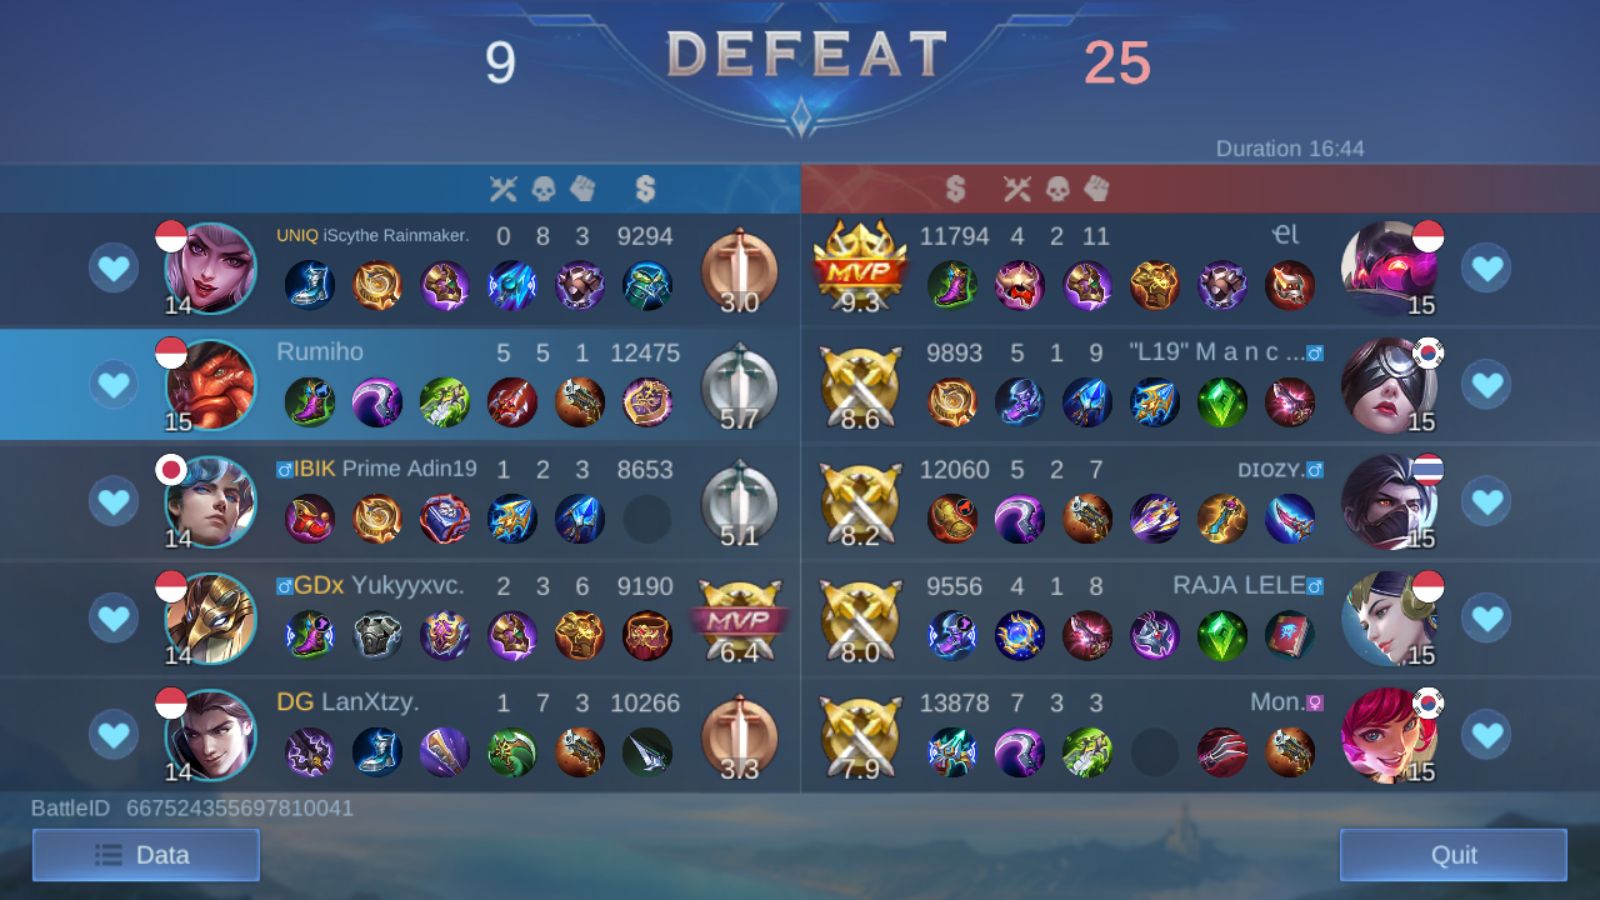 9 DEFEAT 25
Duration 16:44
UNIQ iScythe Rainmaker. 0 8 3 9294
14 3.0
MVP 9.3 11794 4 2 11 el
15
Rumiho 5 5 1 12475
15 5.7
8.6 9893 5 1 9 "L19" M a n c ...
15
IBIK Prime Adin19 1 2 3 8653
14 5.1
8.2 12060 5 2 7 DIOZY.
15
GDx Yukyyxvc. 2 3 6 9190
14 MVP 6.4
8.0 9556 4 1 8 RAJA LELE
15
DG LanXtzy. 1 7 3 10266
14 3.3
7.9 13878 7 3 3 Mon.
15
BattleID 667524355697810041
Data
Quit